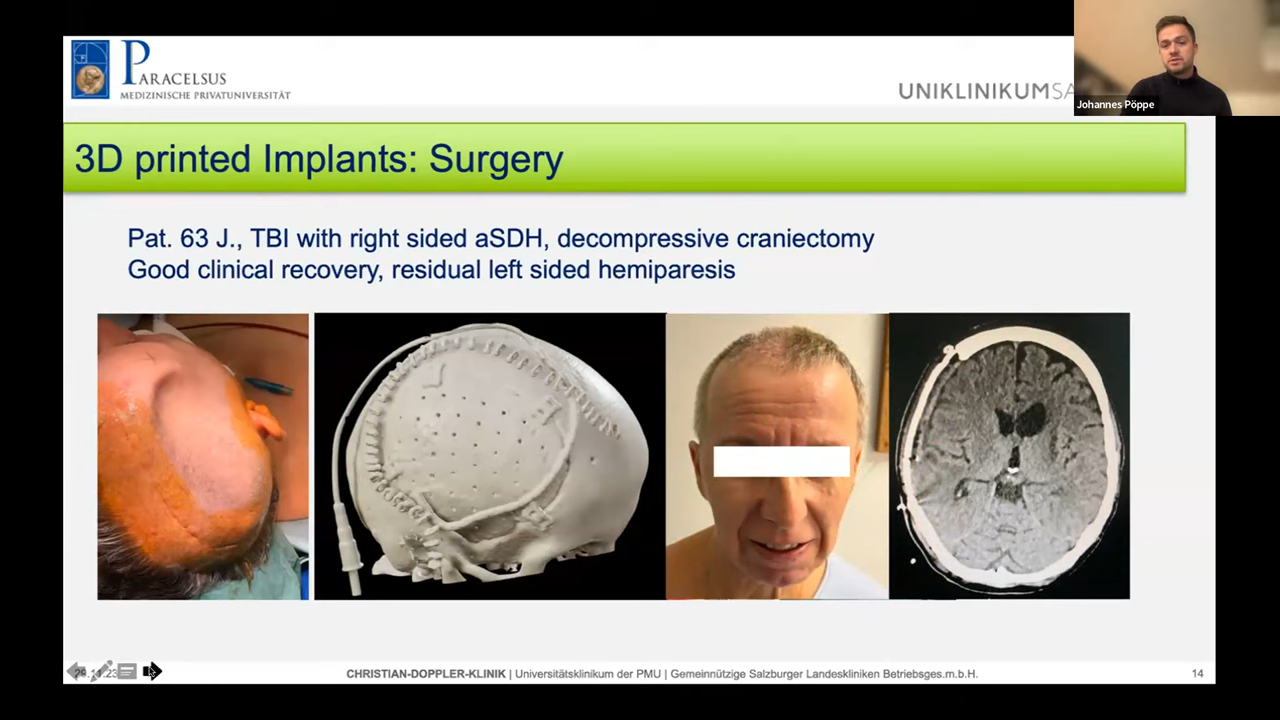 PARACELSUS
MEDIZINISCHE PRIVATUNIVERSITÄT
UNIKLINIKUMSA
Johannes Pöppe
3D printed Implants: Surgery
Pat. 63 J., TBI with right sided aSDH, decompressive craniectomy
Good clinical recovery, residual left sided hemiparesis
CHRISTIAN-DOPPLER-KLINIK | Universitätsklinikum der PMU | Gemeinnützige Salzburger Landeskliniken Betriebsges.m.b.H.
14